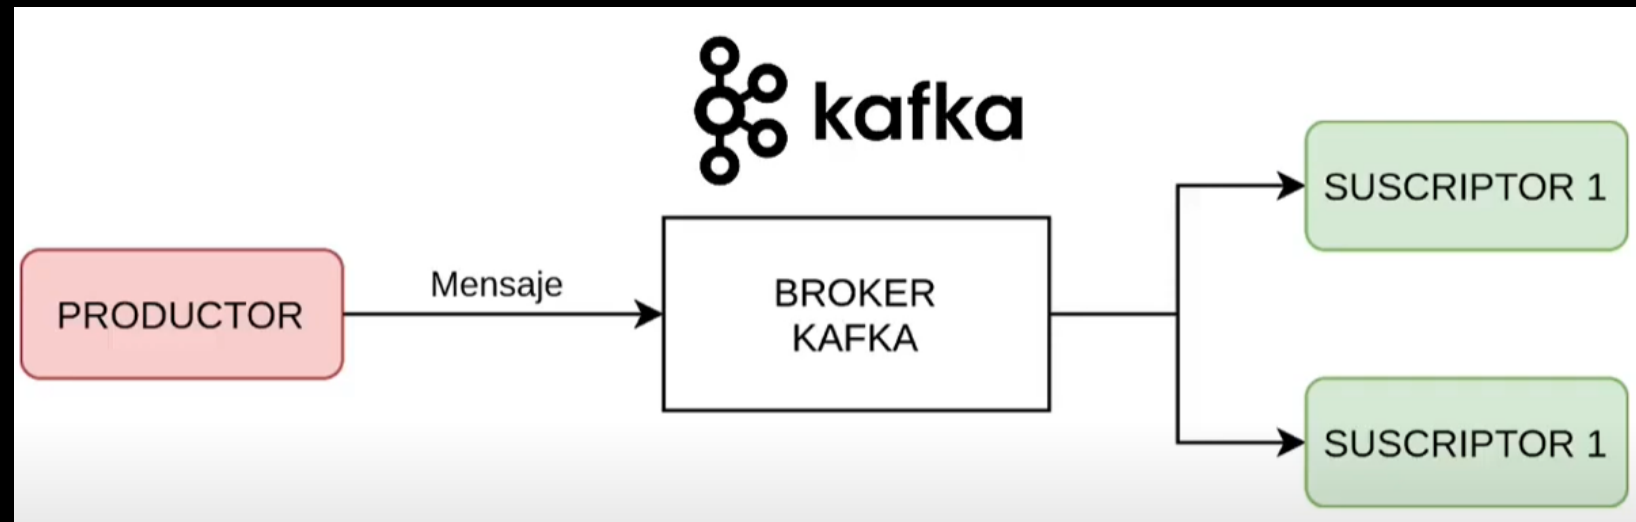 kafka
PRODUCTOR
Mensaje
BROKER
KAFKA
SUSCRIPTOR 1
SUSCRIPTOR 1